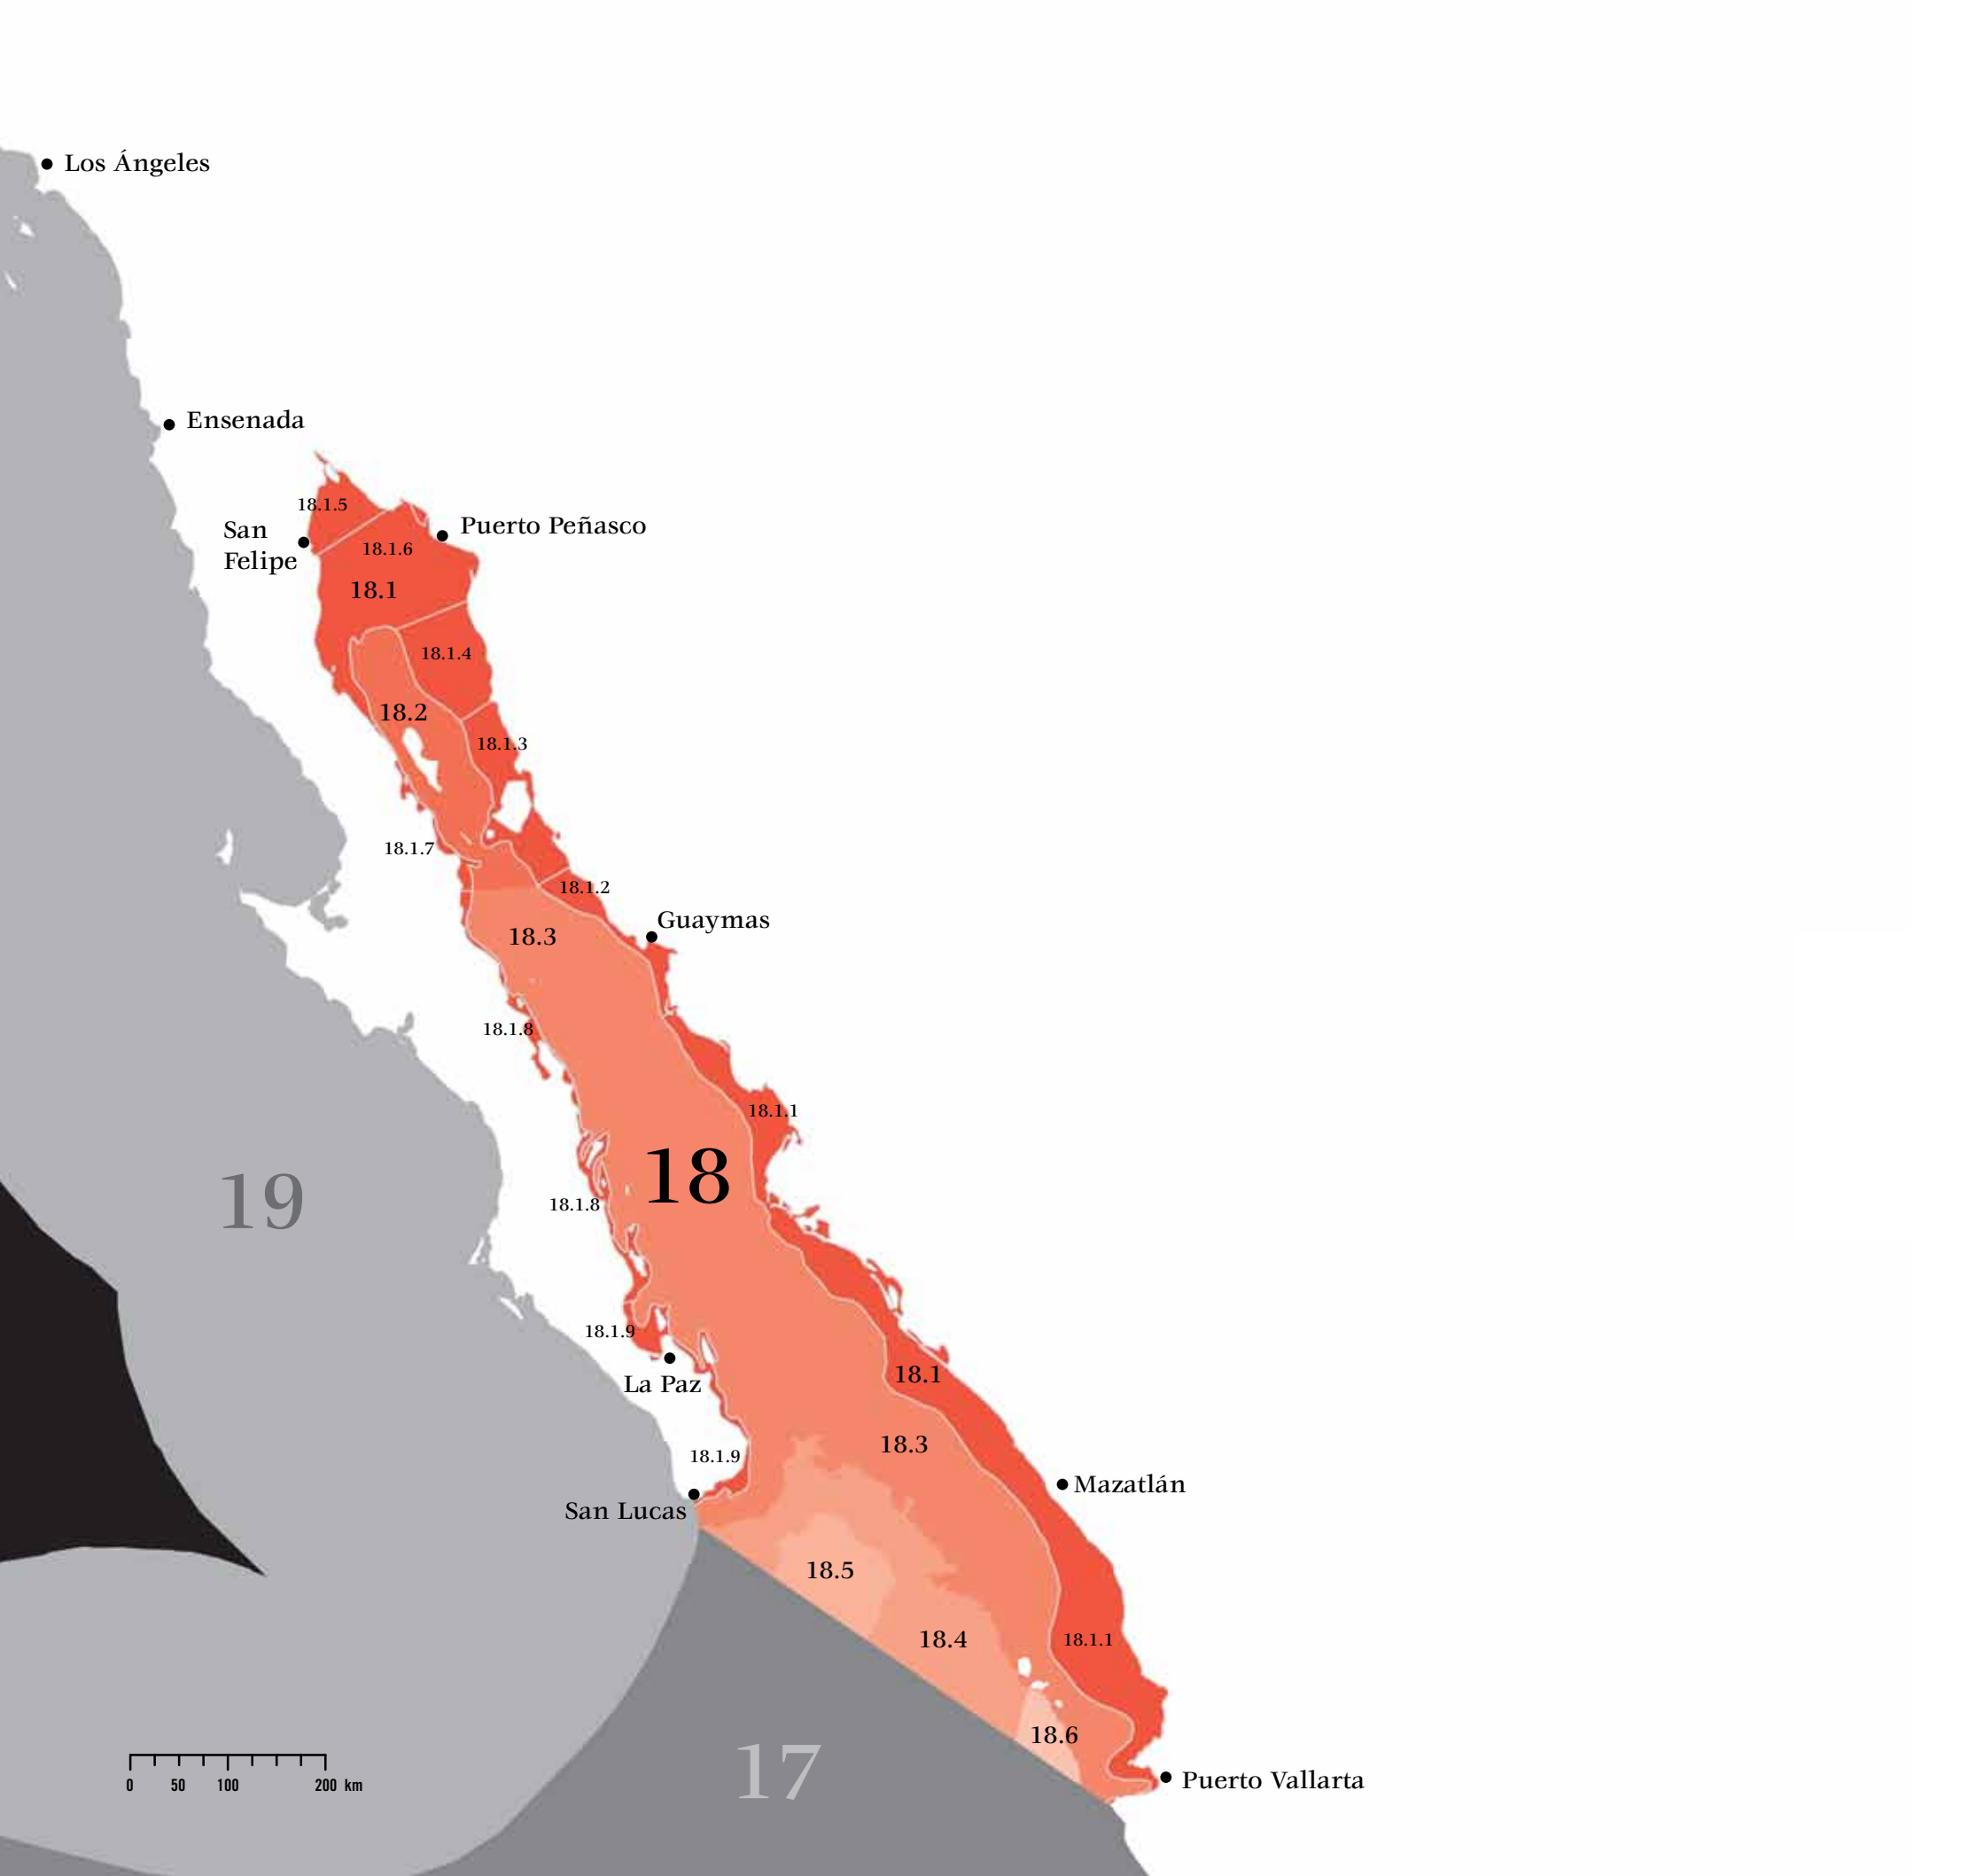 Los Ángeles
Ensenada
18.1.5
San
Felipe
Puerto Peñasco
18.1.6
18.1
18.1.4
18.2
18.1.3
18.1.7
18.1.2
Guaymas
18.3
18.1.8
18.1.1
18
19
18.1.8
18.1.9
La Paz
18.1
18.3
18.1.9
Mazatlán
San Lucas
18.5
18.4
18.1.1
18.6
17
Puerto Vallarta
0 50 100 200 km